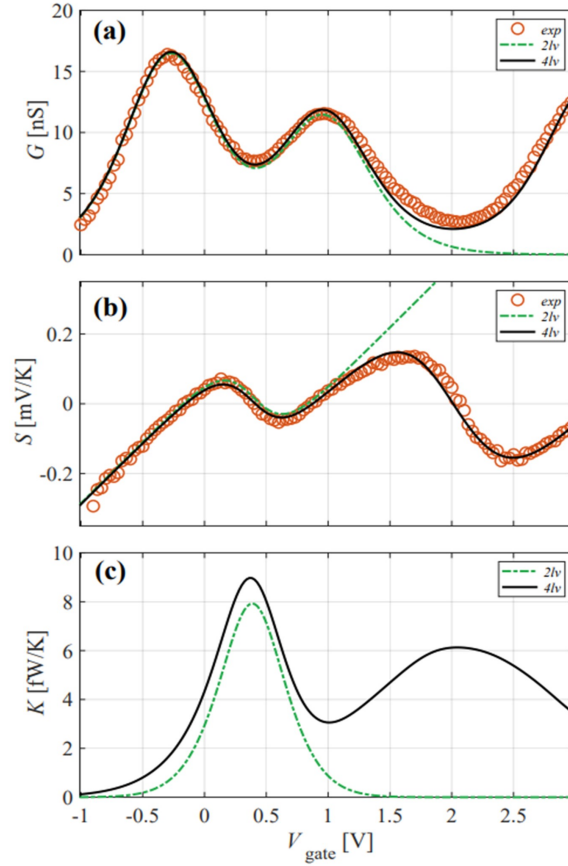 20
(a)
exp
2lv
4lv
15
G [nS]
10
5
0
(b)
exp
2lv
4lv
0.2
S [mV/K]
0
-0.2
10
(c)
2lv
4lv
8
K [fW/K]
6
4
2
0
-1 -0.5 0 0.5 1 1.5 2 2.5
V gate [V]